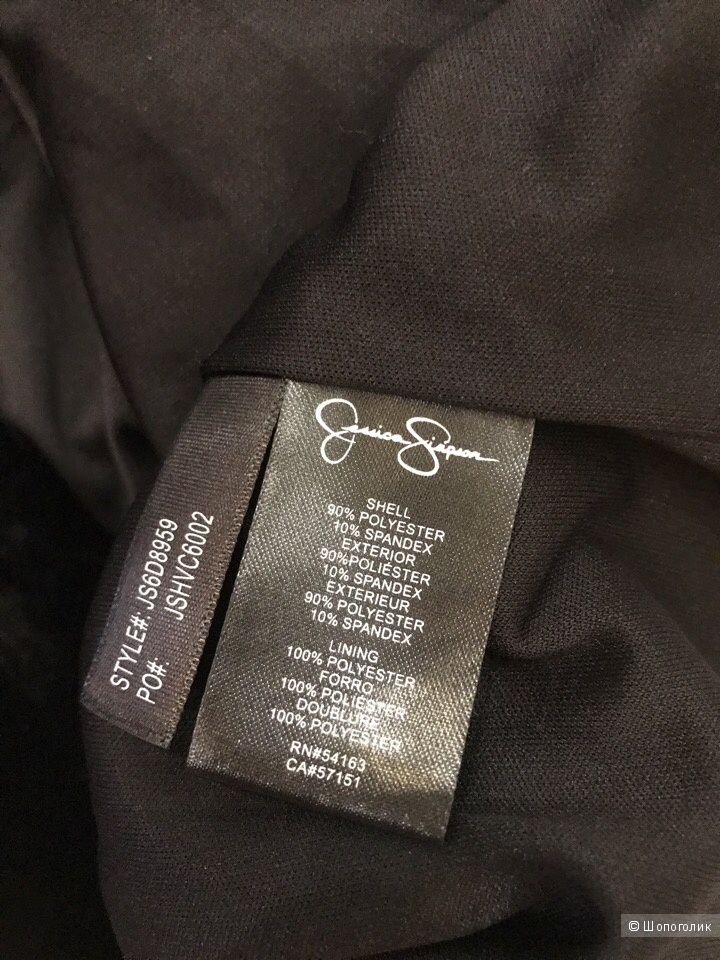 Jessica Simpson
SHELL
90% POLYESTER
10% SPANDEX
EXTERIOR
90%POLIÉSTER
10% SPANDEX
EXTERIEUR
90% POLYESTER
10% SPANDEX
LINING
100% POLYESTER
FORRO
100% POLIÉSTER
DOUBLURE
100% POLYESTER
RN#54163
CA#57151
STYLE#: JS6D8959
PO#: JSHVC6002
© Шопоголик